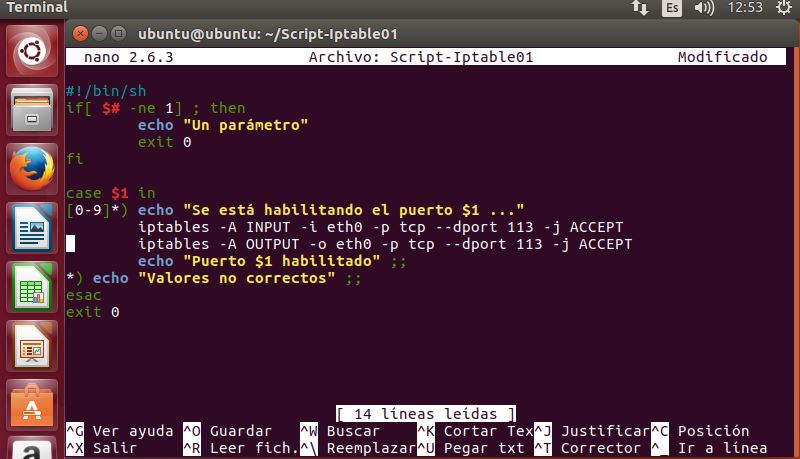 Terminal
Es
12:53
ubuntu@ubuntu: ~/Script-Iptable01
nano 2.6.3 Archivo: Script-Iptable01 Modificado
#!/bin/sh
if[ $# -ne 1] ; then
echo "Un parámetro"
exit 0
fi
case $1 in
[0-9]*) echo "Se está habilitando el puerto $1 ..."
iptables -A INPUT -i eth0 -p tcp --dport 113 -j ACCEPT
iptables -A OUTPUT -o eth0 -p tcp --dport 113 -j ACCEPT
echo "Puerto $1 habilitado" ;;
*) echo "Valores no correctos" ;;
esac
exit 0
[ 14 líneas leídas ]
^G Ver ayuda ^O Guardar ^W Buscar ^K Cortar Tex ^J Justificar ^C Posición
^X Salir ^R Leer fich. ^\ Reemplazar ^U Pegar txt ^T Corrector ^_ Ir a línea